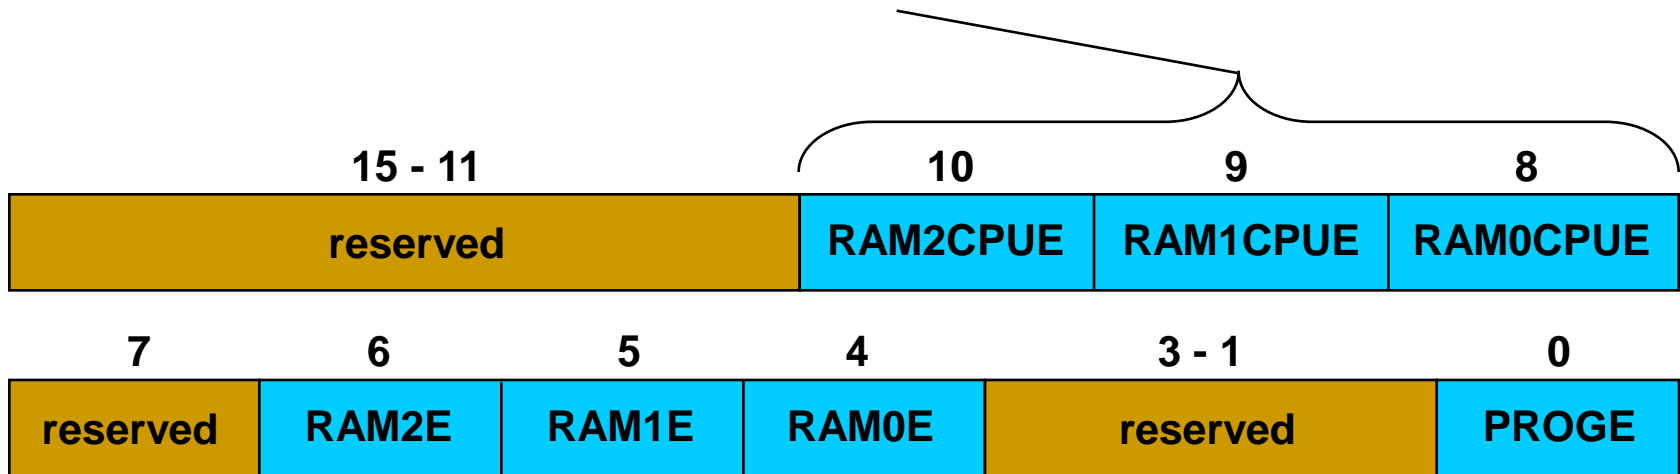 15 - 11 10 9 8
reserved RAM2CPUE RAM1CPUE RAM0CPUE
7 6 5 4 3 - 1 0
reserved RAM2E RAM1E RAM0E reserved PROGE